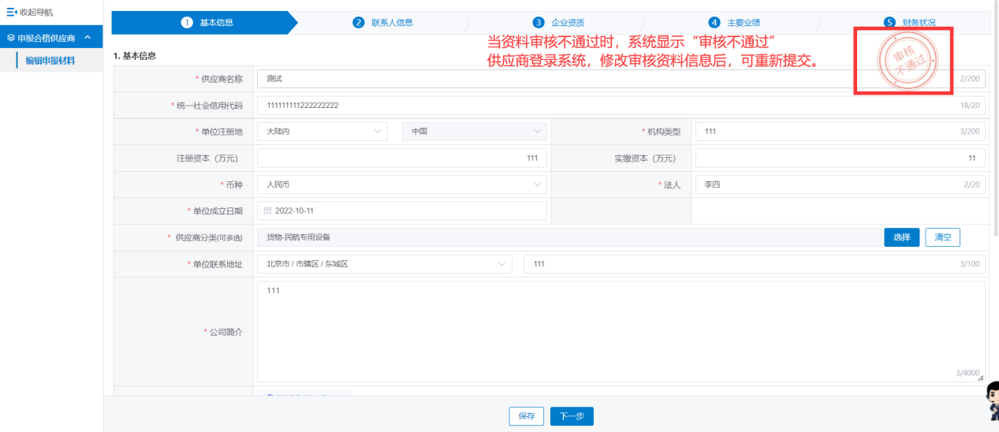 收起导航
申报合格供应商
编辑申报材料
1 基本信息
2 联系人信息
3 企业资质
4 主要业绩
5 财务状况
当资料审核不通过时，系统显示“审核不通过”
供应商登录系统，修改审核资料信息后，可重新提交。
审核
不通过
1. 基本信息
* 供应商名称 测试 2/200
* 统一社会信用代码 111111111222222222 18/20
* 单位注册地 大陆内 中国 * 机构类型 111 3/200
注册资本（万元） 111 实缴资本（万元） 11
* 币种 人民币 * 法人 李四 2/20
* 单位成立日期 2022-10-11
* 供应商分类(可多选) 货物-民航专用设备 选择 清空
* 单位联系地址 北京市 / 市辖区 / 东城区 111 3/100
* 公司简介 111
3/4000
保存 下一步